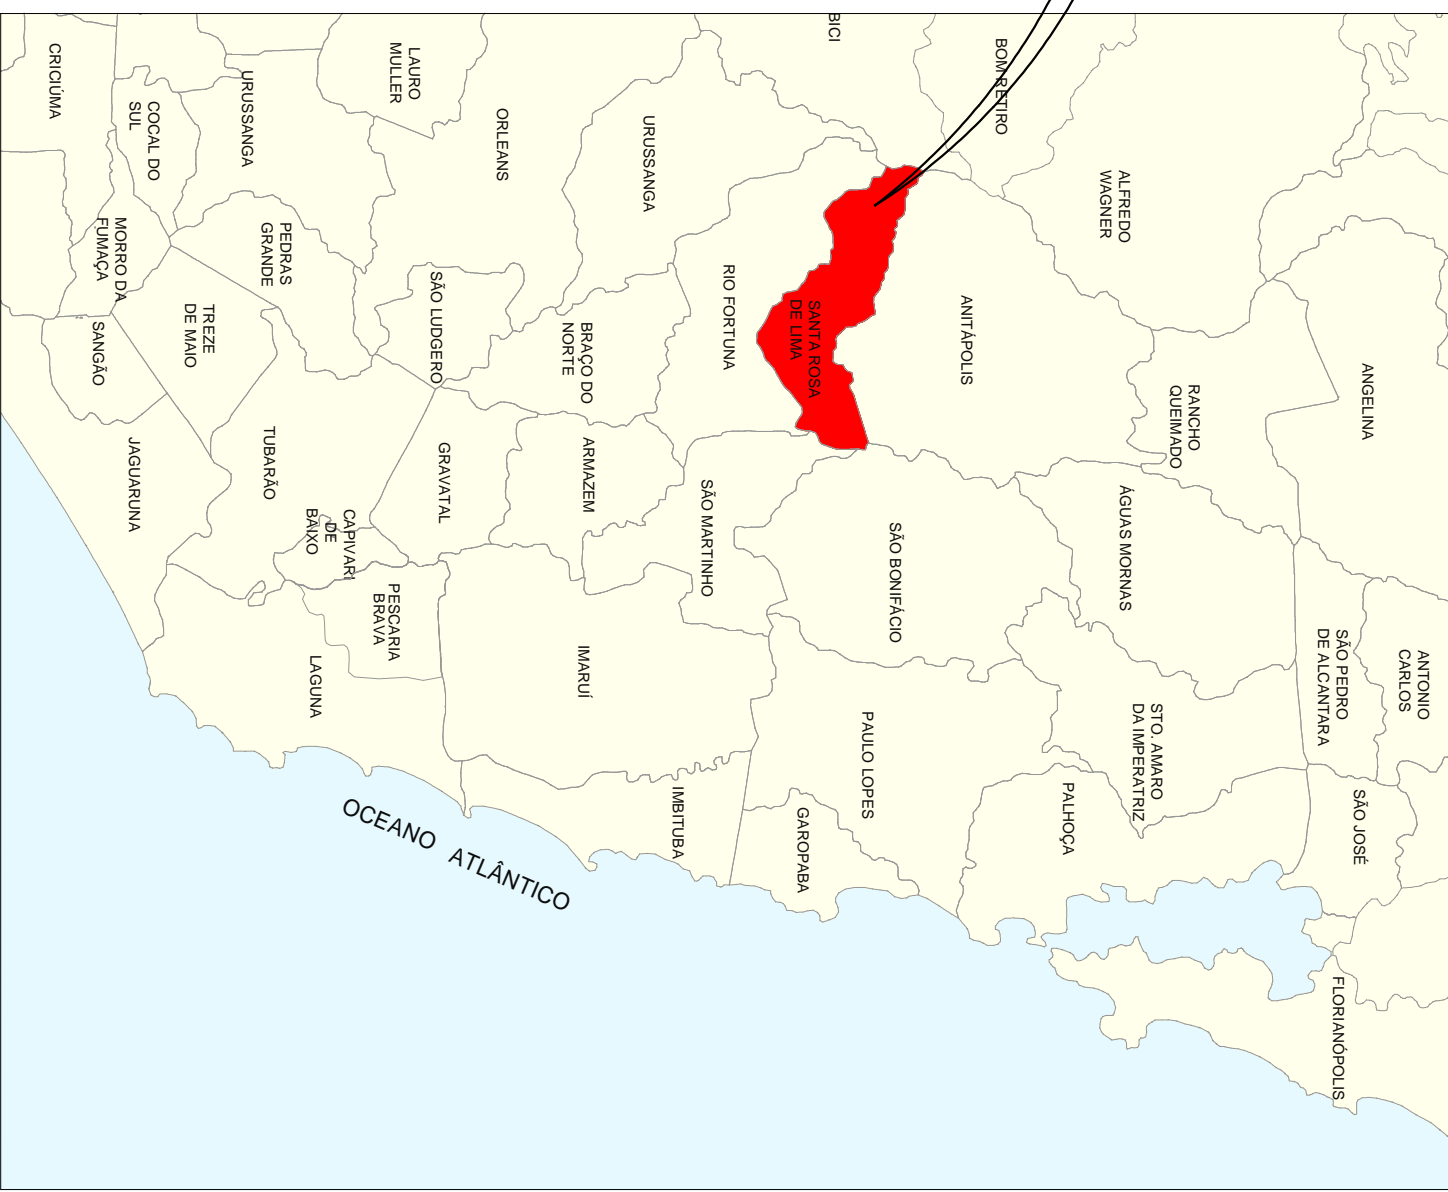 BICI
BOM RETIRO
CRICIÚMA
LAURO
MULLER
URUSSANGA
COCAL DO
SUL
ORLEANS
URUSSANGA
ALFREDO
WAGNER
MORRO DA
FUMAÇA
PEDRAS
GRANDE
RIO FORTUNA
SÃO LUDGERO
TREZE
DE MAIO
SANGÃO
BRAÇO DO
NORTE
SANTA ROSA
DE LIMA
ANITÁPOLIS
RANCHO
QUEIMADO
ANGELINA
JAGUARUNA
TUBARÃO
GRAVATAL
ARMAZEM
SÃO MARTINHO
ÁGUAS MORNAS
CAPIVARI
DE
BAIXO
SÃO BONIFÁCIO
PESCARIA
BRAVA
LAGUNA
IMARUÍ
SÃO PEDRO
DE ALCANTARA
ANTONIO
CARLOS
PAULO LOPES
STO. AMARO
DA IMPERATRIZ
IMBITUBA
GAROPABA
PALHOÇA
SÃO JOSÉ
OCEANO ATLÂNTICO
FLORIANÓPOLIS